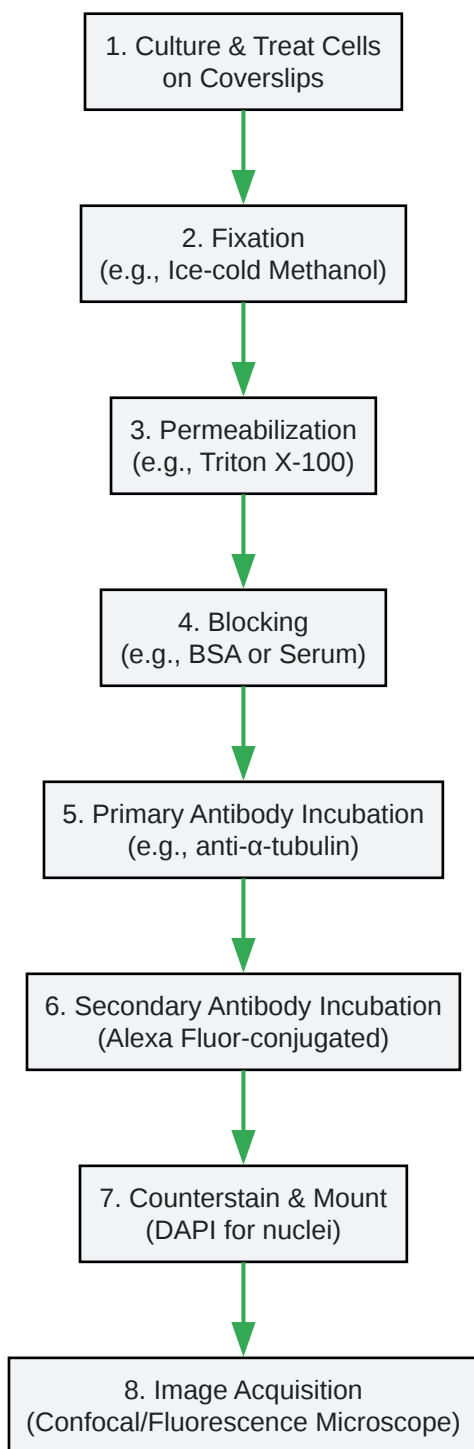 1. Culture & Treat Cells
on Coverslips
2. Fixation
(e.g., Ice-cold Methanol)
3. Permeabilization
(e.g., Triton X-100)
4. Blocking
(e.g., BSA or Serum)
5. Primary Antibody Incubation
(e.g., anti-α-tubulin)
6. Secondary Antibody Incubation
(Alexa Fluor-conjugated)
7. Counterstain & Mount
(DAPI for nuclei)
8. Image Acquisition
(Confocal/Fluorescence Microscope)